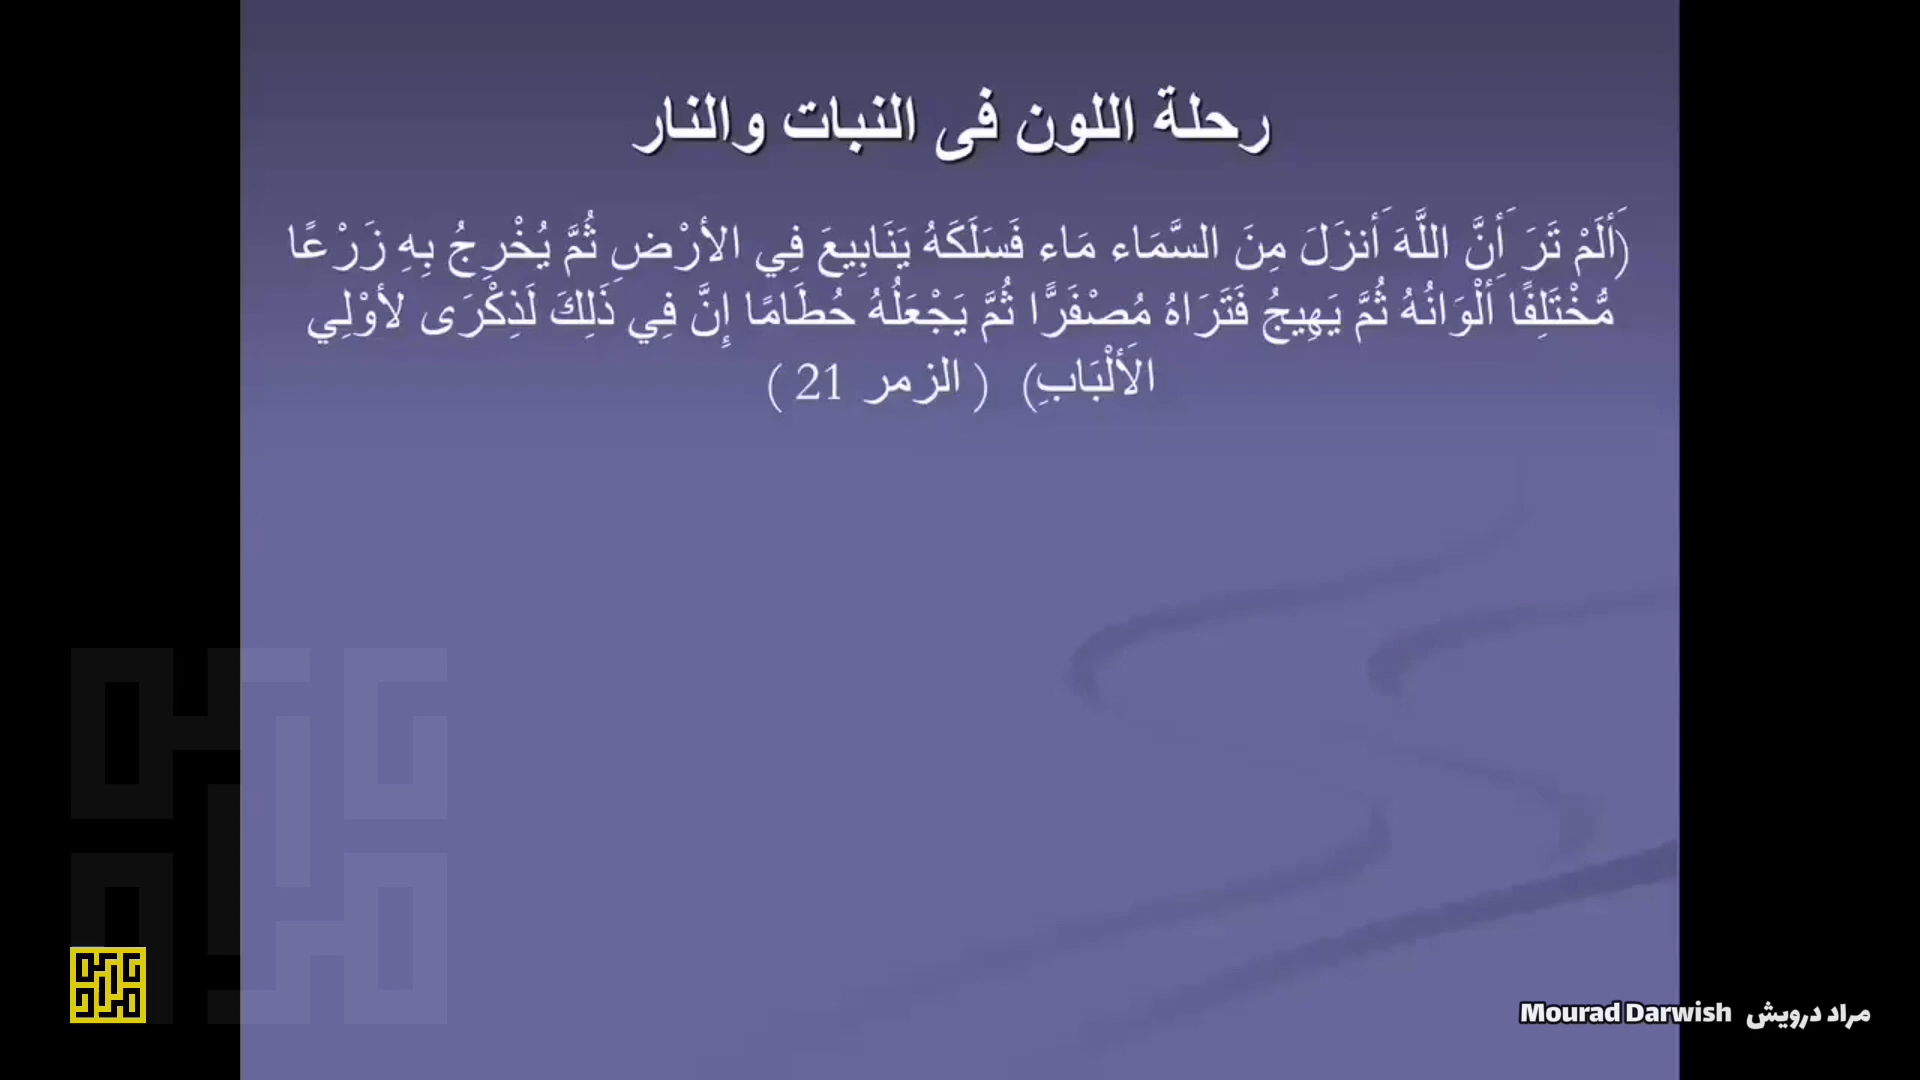 رحلة اللون فى النبات والنار
(أَلَمْ تَرَ أَنَّ اللَّهَ أَنزَلَ مِنَ السَّمَاء مَاء فَسَلَكَهُ يَنَابِيعَ فِي الأَرْضِ ثُمَّ يُخْرِجُ بِهِ زَرْعًا
مُّخْتَلِفًا أَلْوَانُهُ ثُمَّ يَهِيجُ فَتَرَاهُ مُصْفَرًّا ثُمَّ يَجْعَلُهُ حُطَامًا إِنَّ فِي ذَلِكَ لَذِكْرَى لأوْلِي
الأَلْبَابِ) ( الزمر 21 )
Mourad Darwish مراد درويش